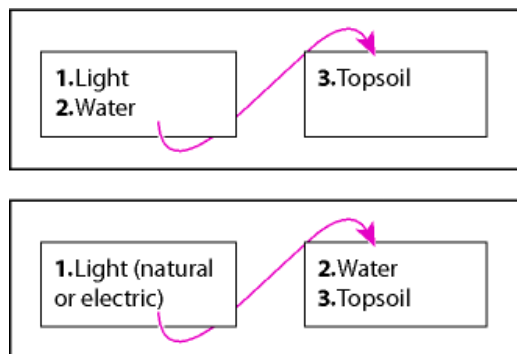 1.Light
2.Water
3.Topsoil
1.Light (natural
or electric)
2.Water
3.Topsoil